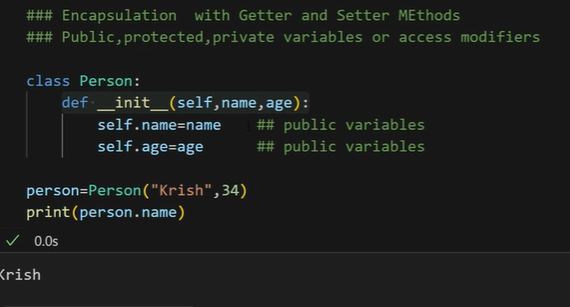 ### Encapsulation  with Getter and Setter MEthods
### Public,protected,private variables or access modifiers
class Person:
    def __init__(self,name,age):
        self.name=name    ## public variables
        self.age=age      ## public variables
person=Person("Krish",34)
print(person.name)
✓ 0.0s
Krish